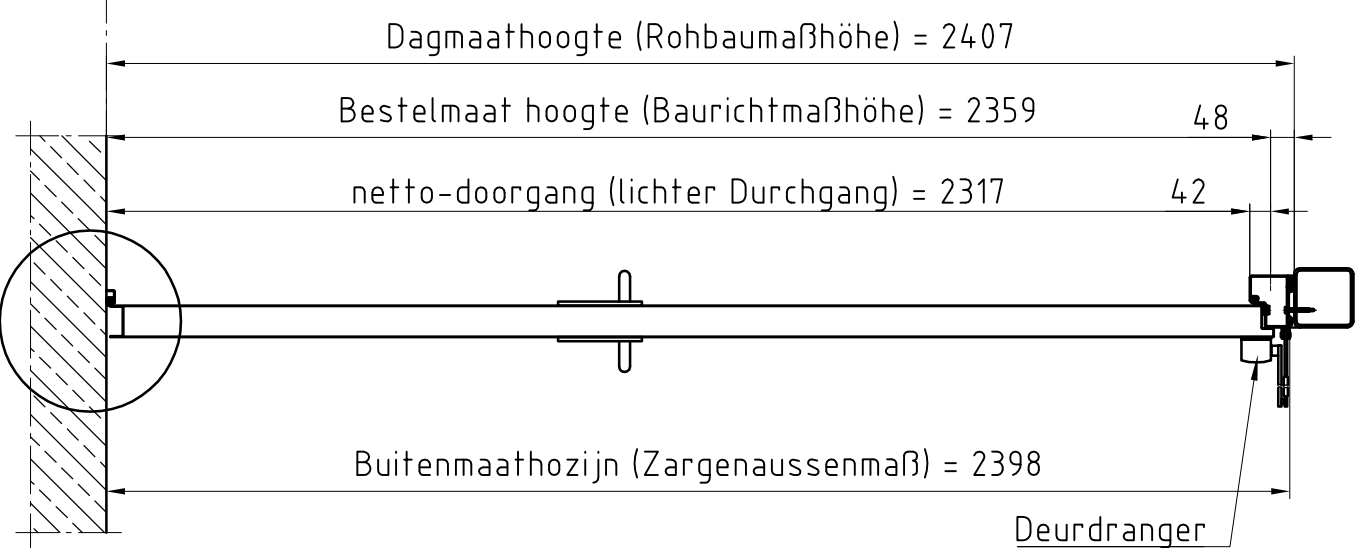 Dagmaathoogte (Rohbaumaßhöhe) = 2407
Bestelmaat hoogte (Baurichtmaßhöhe) = 2359
48
netto-doorgang (lichter Durchgang) = 2317
42
Buitenmaathozijn (Zargenaussenmaß) = 2398
Deurdranger